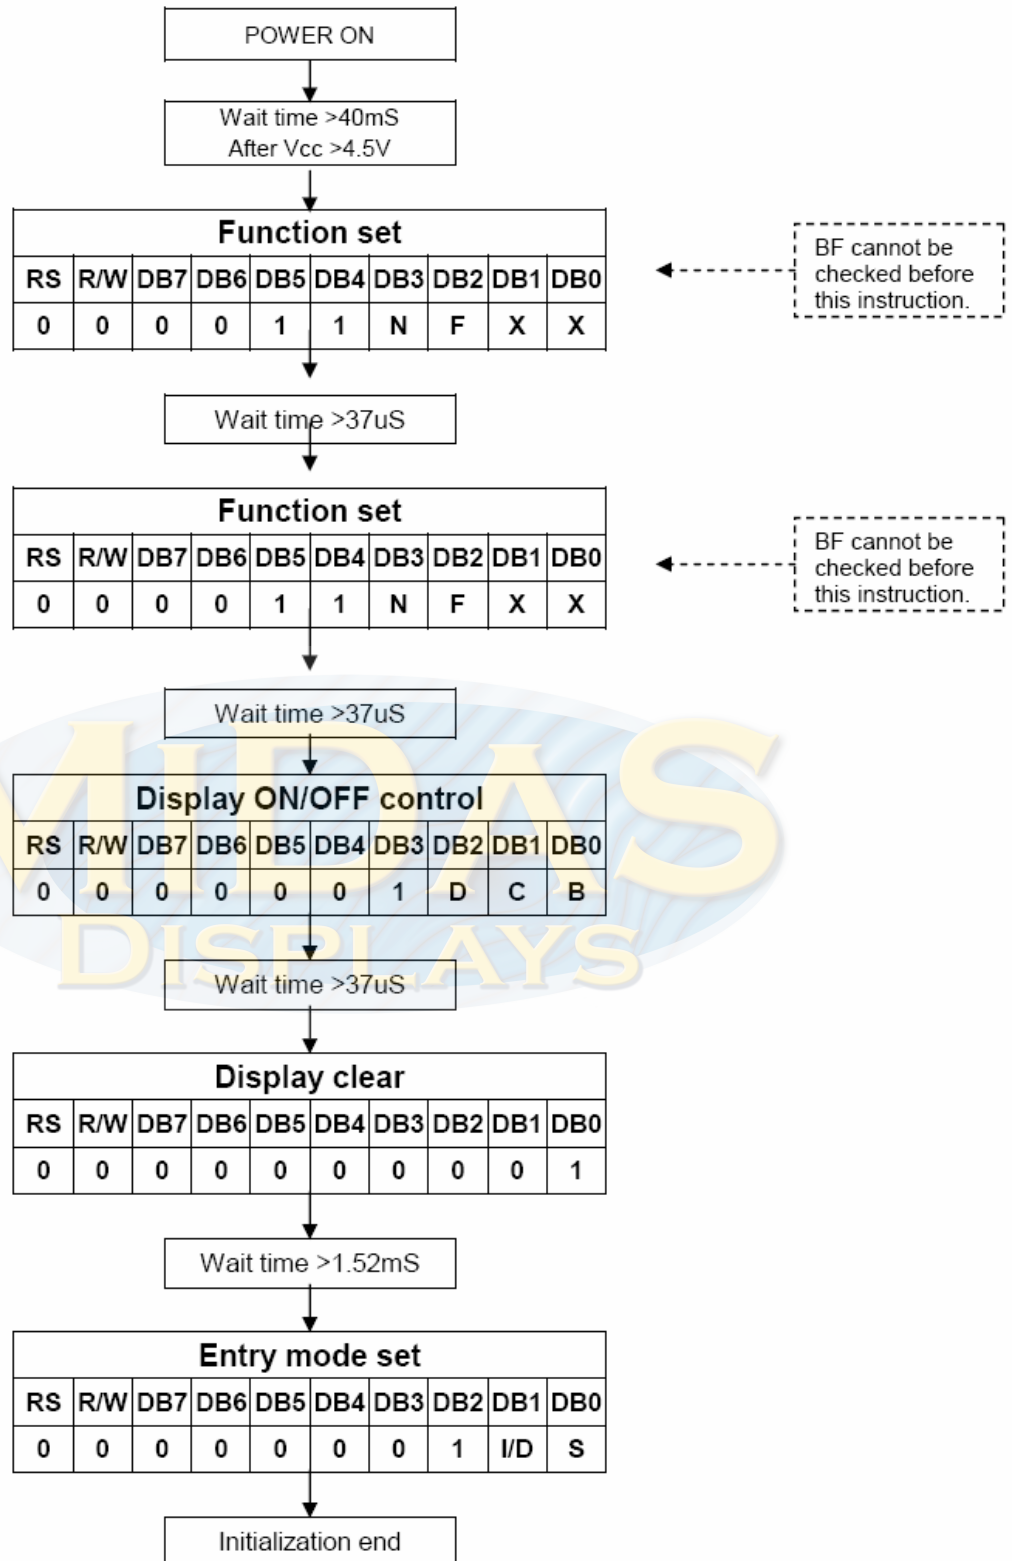 POWER ON
Wait time >40mS
After Vcc >4.5V
Function set
RS R/W DB7 DB6 DB5 DB4 DB3 DB2 DB1 DB0
0 0 0 0 1 1 N F X X
BF cannot be
checked before
this instruction.
Wait time >37uS
Function set
RS R/W DB7 DB6 DB5 DB4 DB3 DB2 DB1 DB0
0 0 0 0 1 1 N F X X
BF cannot be
checked before
this instruction.
Wait time >37uS
MIDAS
DISPLAYS
Display ON/OFF control
RS R/W DB7 DB6 DB5 DB4 DB3 DB2 DB1 DB0
0 0 0 0 0 0 1 D C B
Wait time >37uS
Display clear
RS R/W DB7 DB6 DB5 DB4 DB3 DB2 DB1 DB0
0 0 0 0 0 0 0 0 0 1
Wait time >1.52mS
Entry mode set
RS R/W DB7 DB6 DB5 DB4 DB3 DB2 DB1 DB0
0 0 0 0 0 0 0 1 I/D S
Initialization end